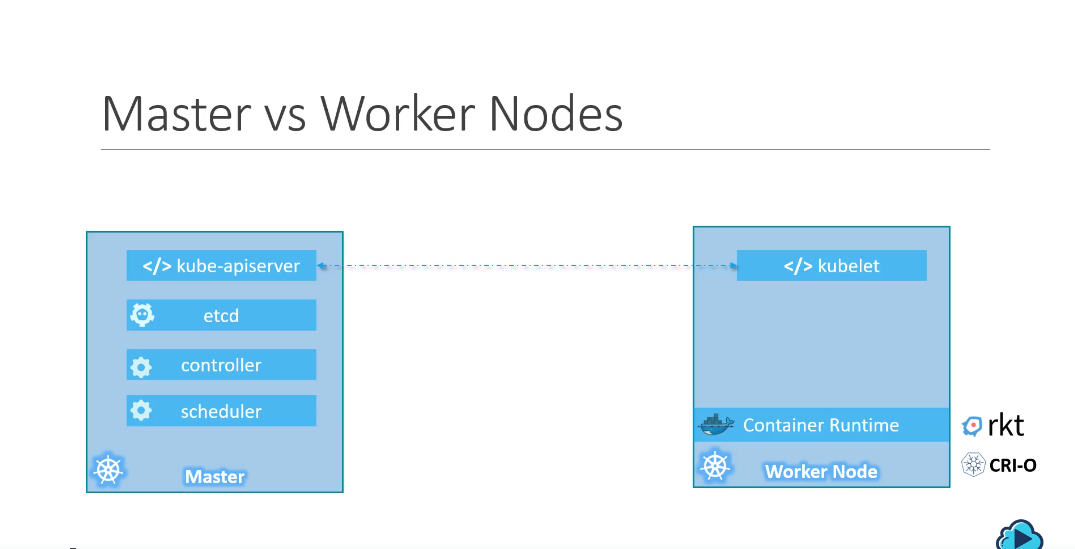 Master vs Worker Nodes
</> kube-apiserver
etcd
controller
scheduler
Master
</> kubelet
Container Runtime
Worker Node
rkt
CRI-O